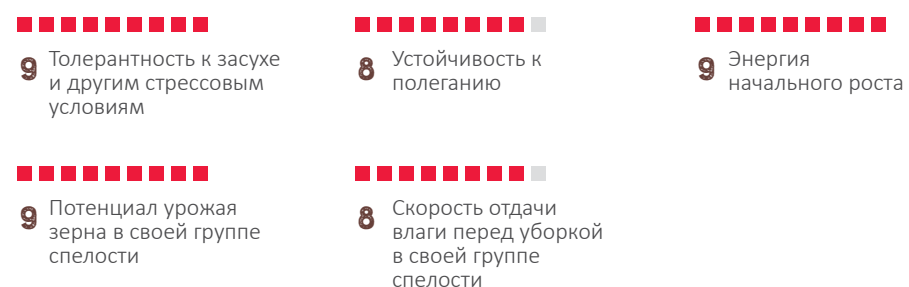 9 Толерантность к засухе
и другим стрессовым
условиям
8 Устойчивость к
полеганию
9 Энергия
начального роста
9 Потенциал урожая
зерна в своей группе
спелости
8 Скорость отдачи
влаги перед уборкой
в своей группе
спелости